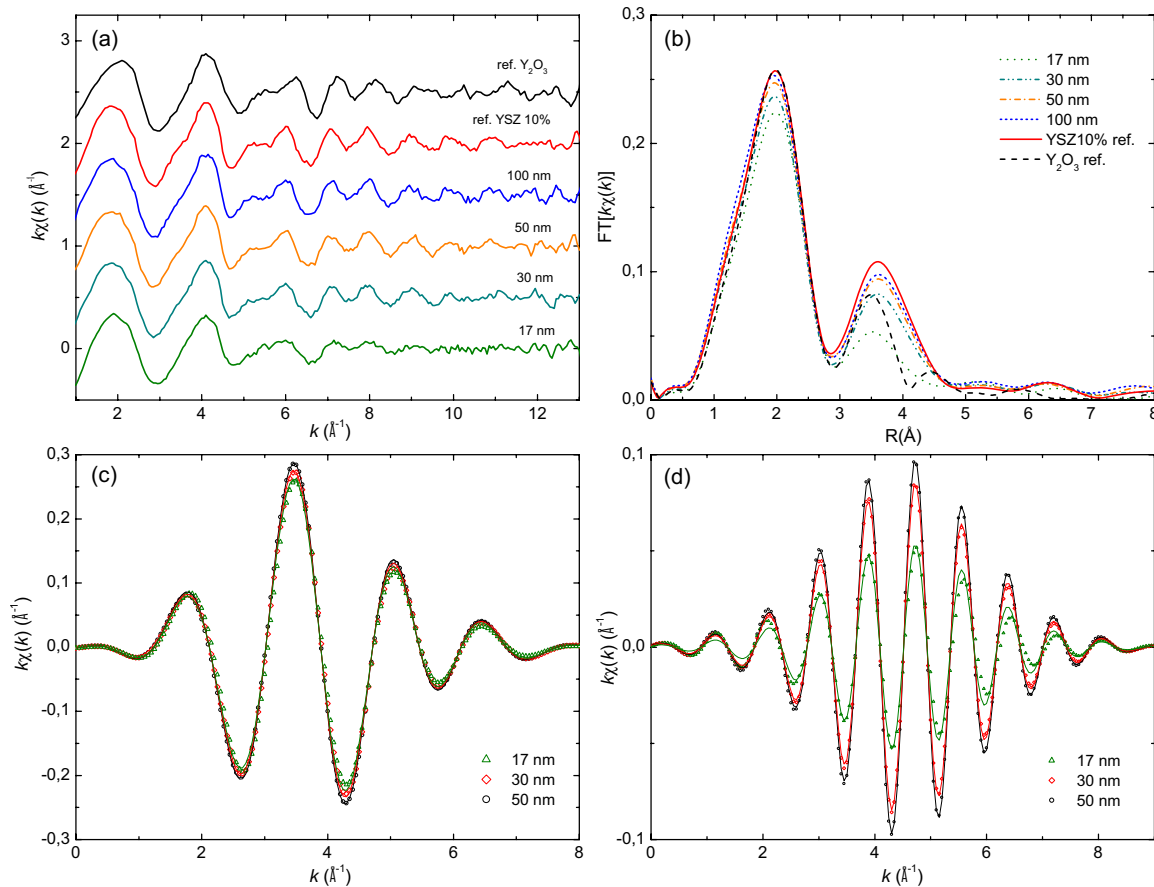 (a)
3
2
1
0
kχ(k) (Å⁻¹)
ref. Y₂O₃
ref. YSZ 10%
100 nm
50 nm
30 nm
17 nm
2 4 6 8 10 12
k (Å⁻¹)
(b)
0,3
0,2
0,1
0,0
FT[kχ(k)]
17 nm
30 nm
50 nm
100 nm
YSZ10% ref.
Y₂O₃ ref.
0 1 2 3 4 5 6 7 8
R(Å)
(c)
0,3
0,2
0,1
0,0
-0,1
-0,2
-0,3
kχ(k) (Å⁻¹)
17 nm
30 nm
50 nm
0 2 4 6 8
k (Å⁻¹)
(d)
0,1
0,0
-0,1
kχ(k) (Å⁻¹)
17 nm
30 nm
50 nm
0 1 2 3 4 5 6 7 8 9
k (Å⁻¹)